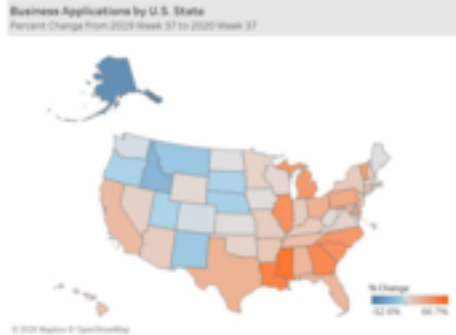 Business Applications by U.S. State
Percent Change from 2019 Week 37 to 2020 Week 37
% Change
-52.6% 66.7%
© 2020 Mapbox © OpenStreetMap